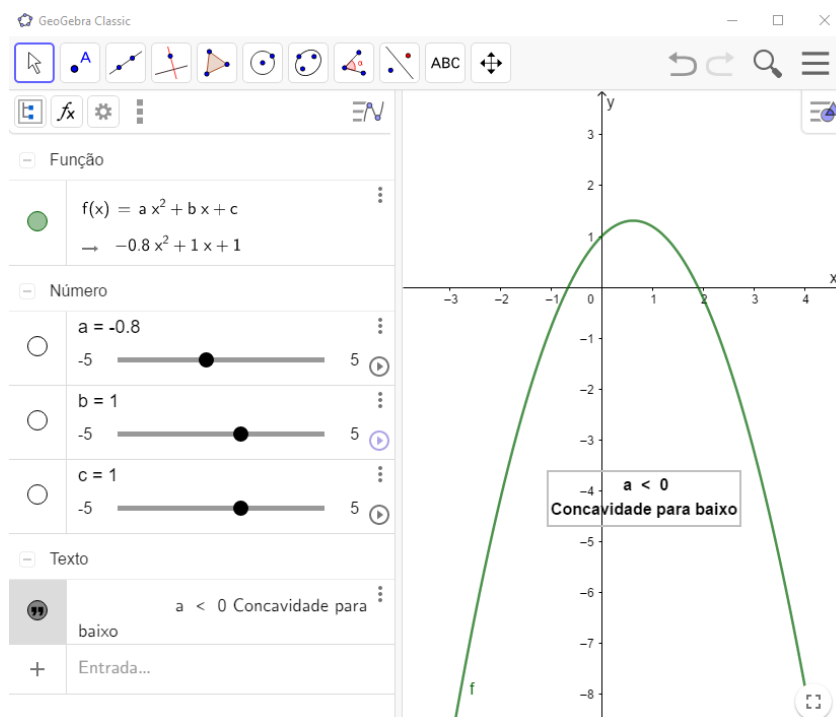 GeoGebra Classic
A
α
ABC
fx
Função
f(x) = a x² + b x + c
→ −0.8 x² + 1 x + 1
Número
a = -0.8
-5
5
b = 1
-5
5
c = 1
-5
5
Texto
a < 0 Concavidade para
baixo
Entrada...
y
x
3
2
1
−3 −2 −1 0 1 2 3 4
−1
−2
−3
−4
−5
−6
−7
−8
a < 0
Concavidade para baixo
f